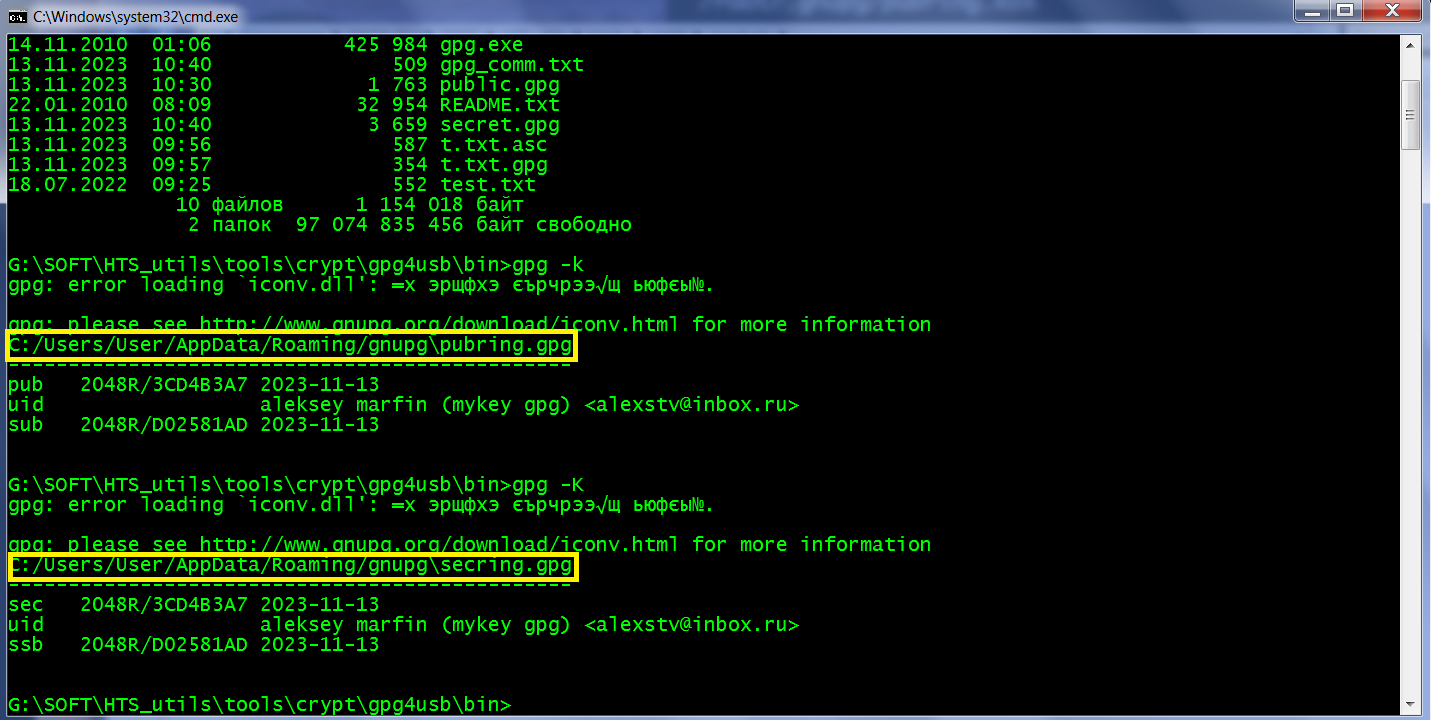 C:\Windows\system32\cmd.exe
14.11.2010  01:06           425 984 gpg.exe
13.11.2023  10:40               509 gpg_comm.txt
13.11.2023  10:30             1 763 public.gpg
22.01.2010  08:09            32 954 README.txt
13.11.2023  10:40             3 659 secret.gpg
13.11.2023  09:56               587 t.txt.asc
13.11.2023  09:57               354 t.txt.gpg
18.07.2022  09:25               552 test.txt
              10 файлов      1 154 018 байт
               2 папок  97 074 835 456 байт свободно
G:\SOFT\HTS_utils\tools\crypt\gpg4usb\bin>gpg -k
gpg: error loading `iconv.dll': ═х эрщфхэ єърчрээ√щ ьюфєы№.
gpg: please see http://www.gnupg.org/download/iconv.html for more information
C:/Users/User/AppData/Roaming/gnupg\pubring.gpg
-----------------------------------------------
pub   2048R/3CD4B3A7 2023-11-13
uid                  aleksey marfin (mykey gpg) <alexstv@inbox.ru>
sub   2048R/D02581AD 2023-11-13
G:\SOFT\HTS_utils\tools\crypt\gpg4usb\bin>gpg -K
gpg: error loading `iconv.dll': ═х эрщфхэ єърчрээ√щ ьюфєы№.
gpg: please see http://www.gnupg.org/download/iconv.html for more information
C:/Users/User/AppData/Roaming/gnupg\secring.gpg
-----------------------------------------------
sec   2048R/3CD4B3A7 2023-11-13
uid                  aleksey marfin (mykey gpg) <alexstv@inbox.ru>
ssb   2048R/D02581AD 2023-11-13
G:\SOFT\HTS_utils\tools\crypt\gpg4usb\bin>